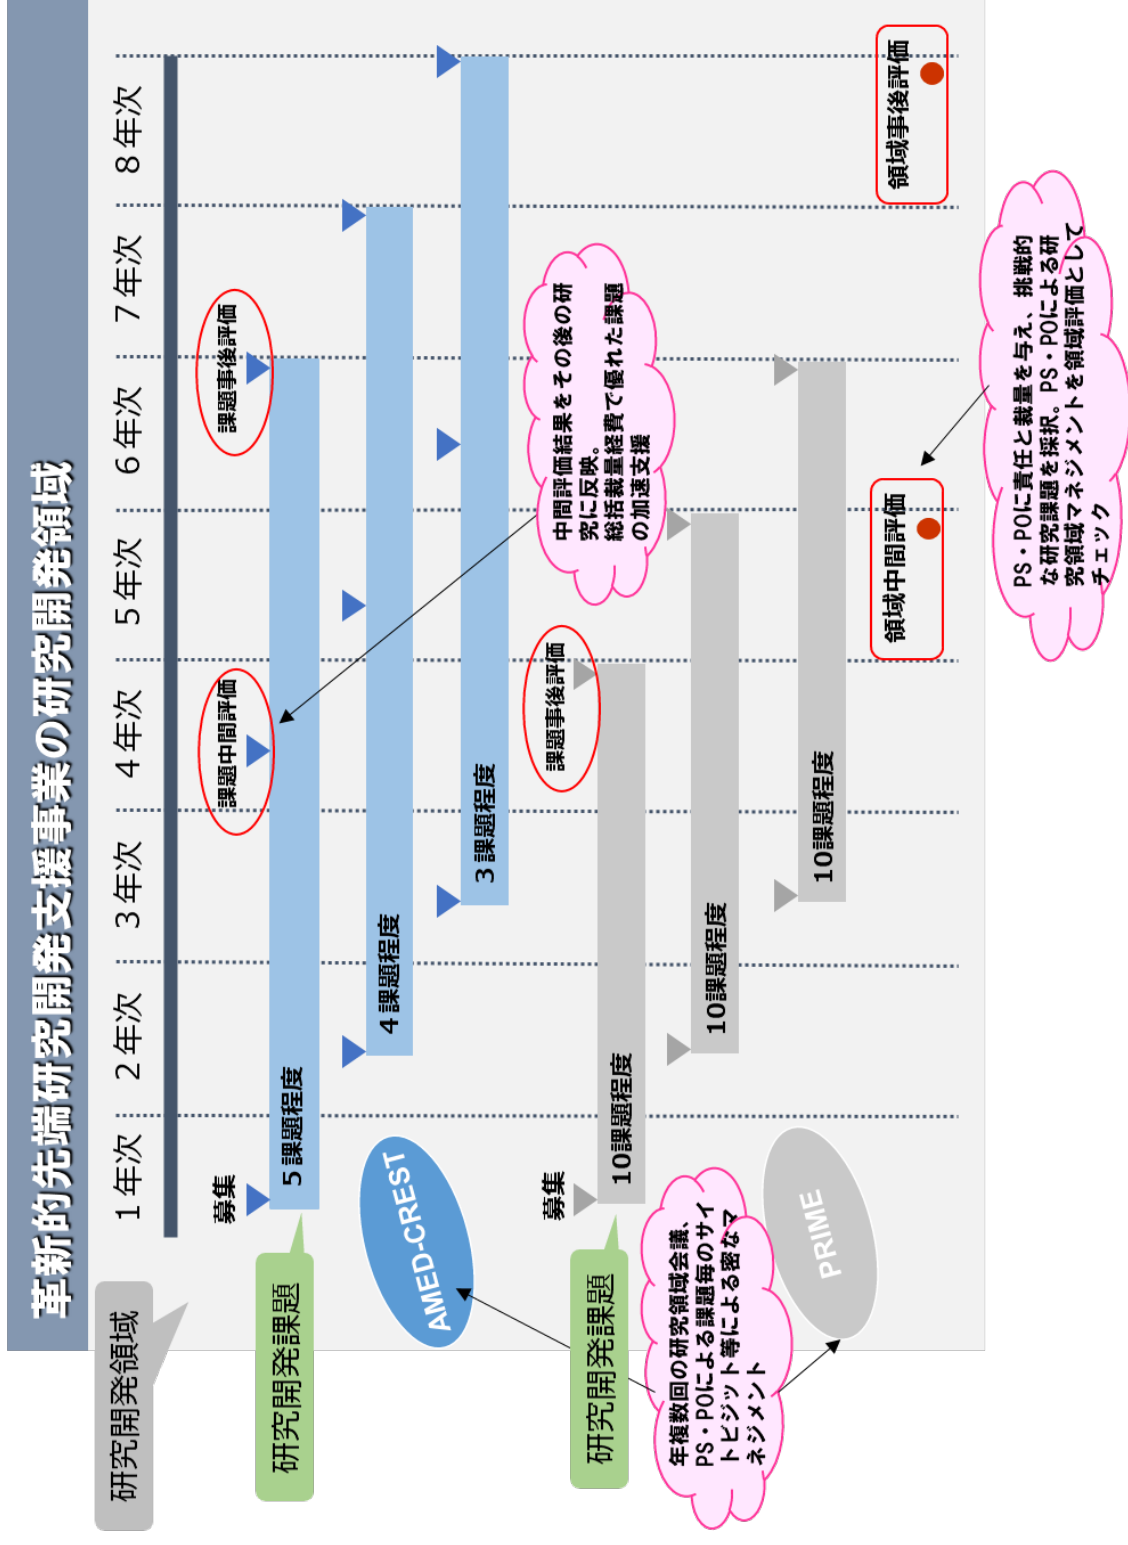 革新的先端研究開発支援事業の研究開発領域
研究開発領域
1年次
2年次
3年次
4年次
5年次
6年次
7年次
8年次
研究開発課題
募集
課題中間評価
課題事後評価
5課題程度
4課題程度
3課題程度
AMED-CREST
中間評価結果をその後の研
究に反映。
総括裁量経費で優れた課題
の加速支援
研究開発課題
募集
課題事後評価
10課題程度
10課題程度
10課題程度
PRIME
年複数回の研究領域会議、
PS・POによる課題毎のサイ
トビジット等による密なマ
ネジメント
領域中間評価
領域事後評価
PS・POに責任と裁量を与え、挑戦的
な研究課題を採択。PS・POによる研
究領域マネジメントを領域評価として
チェック